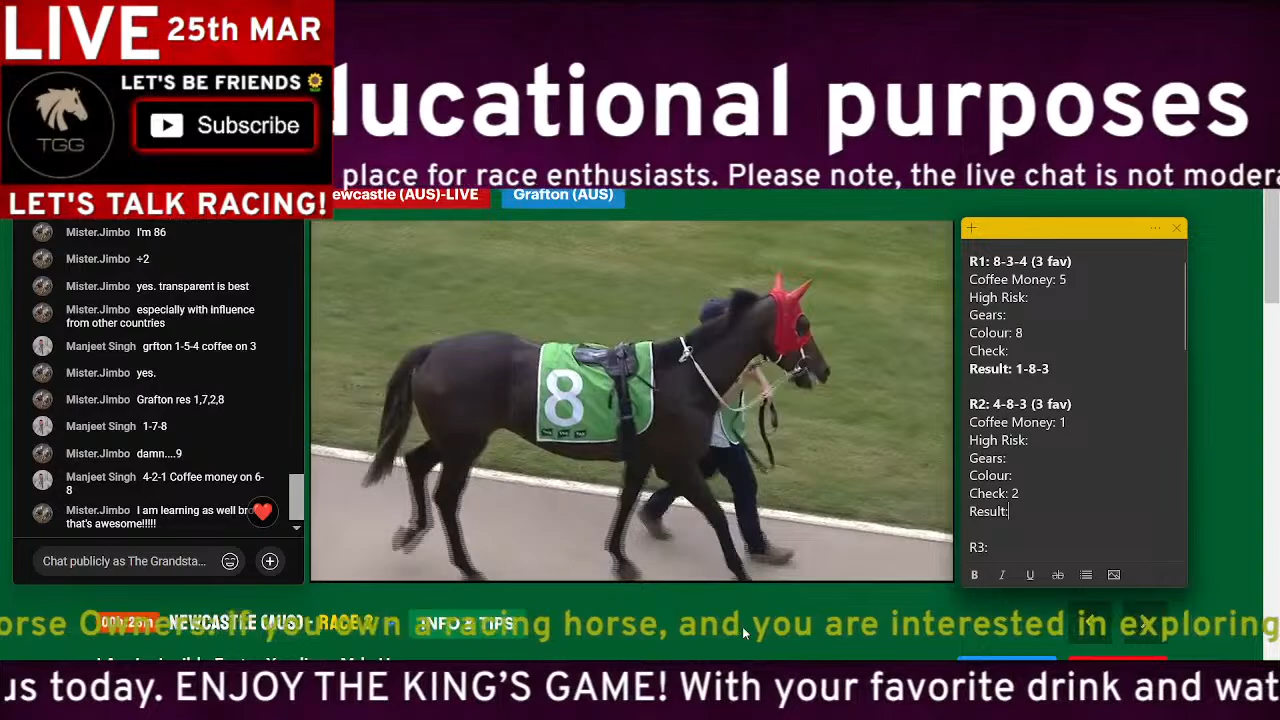 LIVE 25th MAR
LET'S BE FRIENDS
TGG
Subscribe
LET'S TALK RACING!
ducational purposes
place for race enthusiasts. Please note, the live chat is not modera
ewcastle (AUS)-LIVE
Grafton (AUS)
Mister.Jimbo I'm 86
Mister.Jimbo +2
Mister.Jimbo yes. transparent is best
Mister.Jimbo especially with influence
from other countries
Manjeet Singh grfton 1-5-4 coffee on 3
Mister.Jimbo yes.
Mister.Jimbo Grafton res 1,7,2,8
Manjeet Singh 1-7-8
Mister.Jimbo damn....9
Manjeet Singh 4-2-1 Coffee money on 6-
8
Mister.Jimbo I am learning as well bro
that's awesome!!!!!
Chat publicly as The Grandsta...
8
R1: 8-3-4 (3 fav)
Coffee Money: 5
High Risk:
Gears:
Colour: 8
Check:
Result: 1-8-3
R2: 4-8-3 (3 fav)
Coffee Money: 1
High Risk:
Gears:
Colour:
Check: 2
Result:
R3:
B I U ab
NEWCASTLE (AUS) - RACE 2
INFO & TIPS
orse Owners: If you own a racing horse, and you are interested in exploring
us today. ENJOY THE KING'S GAME! With your favorite drink and wat